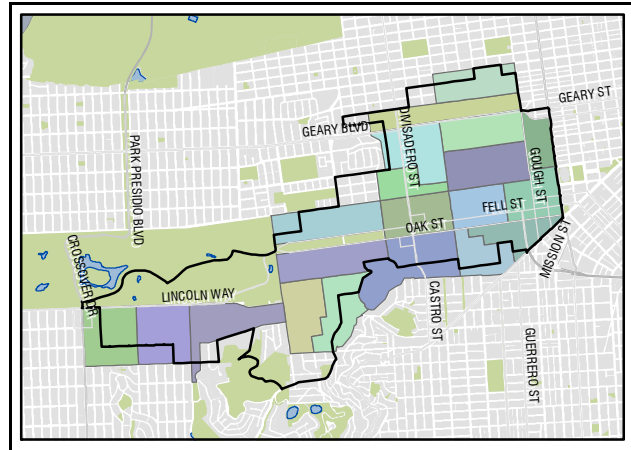 GEARY ST
GEARY BLVD
DIVISADERO ST
PARK PRESIDIO BLVD
GOUGH ST
FELL ST
OAK ST
MISSION ST
CROSSOVER DR
LINCOLN WAY
CASTRO ST
GUERRERO ST